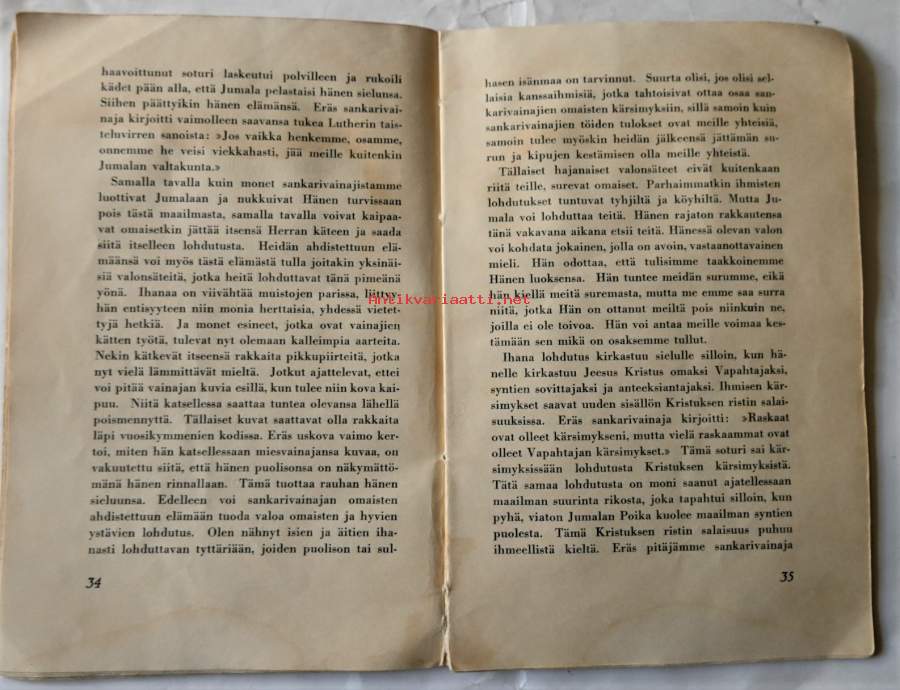 haavoittunut soturi laskeutui polvilleen ja rukoili
kädet pään alla, että Jumala pelastaisi hänen sielunsa.
Siihen päättyikin hänen elämänsä. Eräs sankarivai-
naja kirjoitti vaimolleen saavansa tukea Lutherin tais-
teluvirren sanoista: »Jos vaikka henkemme, osamme,
onnemme he veisi viekkahasti, jää meille kuitenkin
Jumalan valtakunta.»
Samalla tavalla kuin monet sankarivainajistamme
luottivat Jumalaan ja nukkuivat Hänen turvissaan
pois tästä maailmasta, samalla tavalla voivat kaipaa-
vat omaisetkin jättää itsensä Herran käteen ja saada
siitä itselleen lohdutusta. Heidän ahdistettuun elä-
määnsä voi myös tästä elämästä tulla joitakin yksinäi-
siä valonsäteitä, jotka heitä lohduttavat tänä pimeänä
yönä. Ihanaa on viivähtää muistojen parissa, liittyy-
hän entisyyteen niin monia herttaisia, yhdessä vietet-
tyjä hetkiä. Ja monet esineet, jotka ovat vainajien
kätten työtä, tulevat nyt olemaan kalleimpia aarteita.
Nekin kätkevät itseensä rakkaita pikkupiirteitä, jotka
nyt vielä lämmittävät mieltä. Jotkut ajattelevat, ettei
voi pitää vainajan kuvia esillä, kun tulee niin kova kai-
puu. Niitä katsellessa saattaa tuntea olevansa lähellä
poismennyttä. Tällaiset kuvat saattavat olla rakkaita
läpi vuosikymmenien kodissa. Eräs uskova vaimo ker-
toi, miten hän katsellessaan miesvainajansa kuvaa, on
vakuutettu siitä, että hänen puolisonsa on näkymättö-
mänä hänen rinnallaan. Tämä tuottaa rauhan hänen
sieluunsa. Edelleen voi sankarivainajan omaisten
ahdistettuun elämään tuoda valoa omaisten ja hyvien
ystävien lohdutus. Olen nähnyt isien ja äitien iha-
nasti lohduttavan tyttäriään, joiden puolison tai sul-
34
hasen isänmaa on tarvinnut. Suurta olisi, jos olisi sel-
laisia kanssaihmisiä, jotka tahtoisivat ottaa osaa san-
karivainajien omaisten kärsimyksiin, sillä samoin kuin
sankarivainajien töiden tulokset ovat meille yhteisiä,
samoin tulee myöskin heidän jälkeensä jättämän su-
run ja kipujen kestämisen olla meille yhteistä.
Tällaiset hajanaiset valonsäteet eivät kuitenkaan
riitä teille, surevat omaiset. Parhaimmatkin ihmisten
lohdutukset tuntuvat tyhjiltä ja köyhiltä. Mutta Ju-
mala voi lohduttaa teitä. Hänen rajaton rakkautensa
tänä vakavana aikana etsii teitä. Hänessä olevan valon
voi kohdata jokainen, jolla on avoin, vastaanottavainen
mieli. Hän odottaa, että tulisimme taakkoinemme
Hänen luoksensa. Hän tuntee meidän surumme, eikä
hän kiellä meitä suremasta, mutta me emme saa surra
niitä, jotka Hän on ottanut meiltä pois niinkuin ne,
joilla ei ole toivoa. Hän voi antaa meille voimaa kes-
tämään sen mikä on osaksemme tullut.
Ihana lohdutus kirkastuu sielulle silloin, kun hä-
nelle kirkastuu Jeesus Kristus omaksi Vapahtajaksi,
syntien sovittajaksi ja anteeksiantajaksi. Ihmisen kär-
simykset saavat uuden sisällön Kristuksen ristin salai-
suuksissa. Eräs sankarivainaja kirjoitti: »Raskaat
ovat olleet kärsimykseni, mutta vielä raskaammat ovat
olleet Vapahtajan kärsimykset.» Tämä soturi sai kär-
simyksissään lohdutusta Kristuksen kärsimyksistä.
Tätä samaa lohdutusta on moni saanut ajatellessaan
maailman suurinta rikosta, joka tapahtui silloin, kun
pyhä, viaton Jumalan Poika kuolee maailman syntien
puolesta. Tämä Kristuksen ristin salaisuus puhuu
ihmeellistä kieltä. Eräs pitäjämme sankarivainaja
35
Antikvariaatti.net